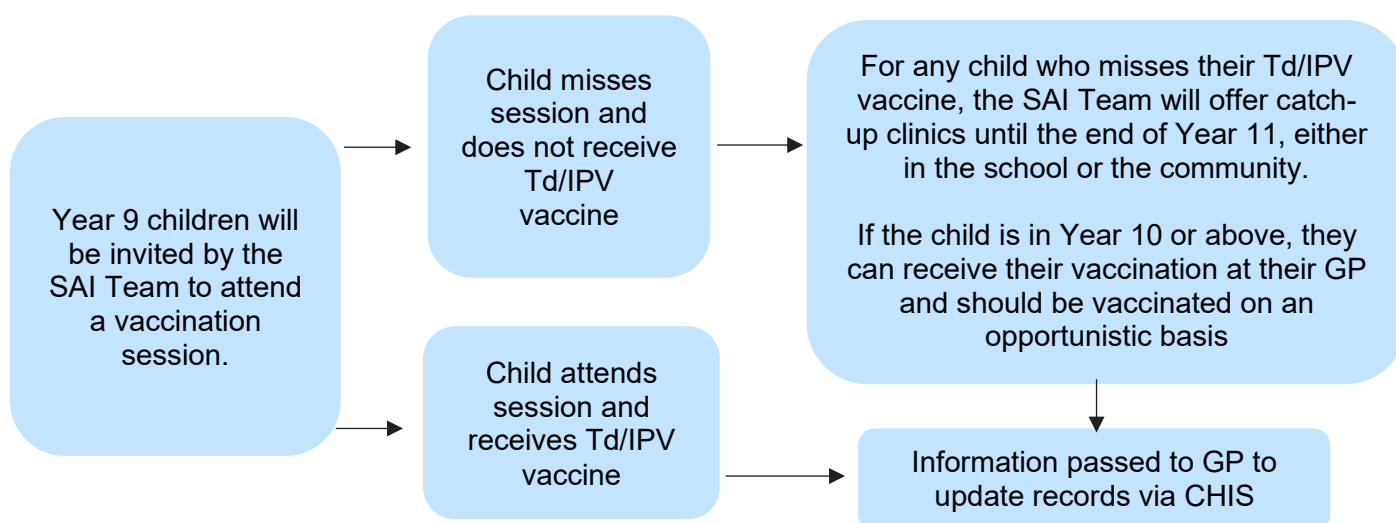 Year 9 children will
be invited by the
SAI Team to attend
a vaccination
session.
Child misses
session and
does not receive
Td/IPV
vaccine
For any child who misses their Td/IPV
vaccine, the SAI Team will offer catch-
up clinics until the end of Year 11, either
in the school or the community.
If the child is in Year 10 or above, they
can receive their vaccination at their GP
and should be vaccinated on an
opportunistic basis
Child attends
session and
receives Td/IPV
vaccine
Information passed to GP to
update records via CHIS